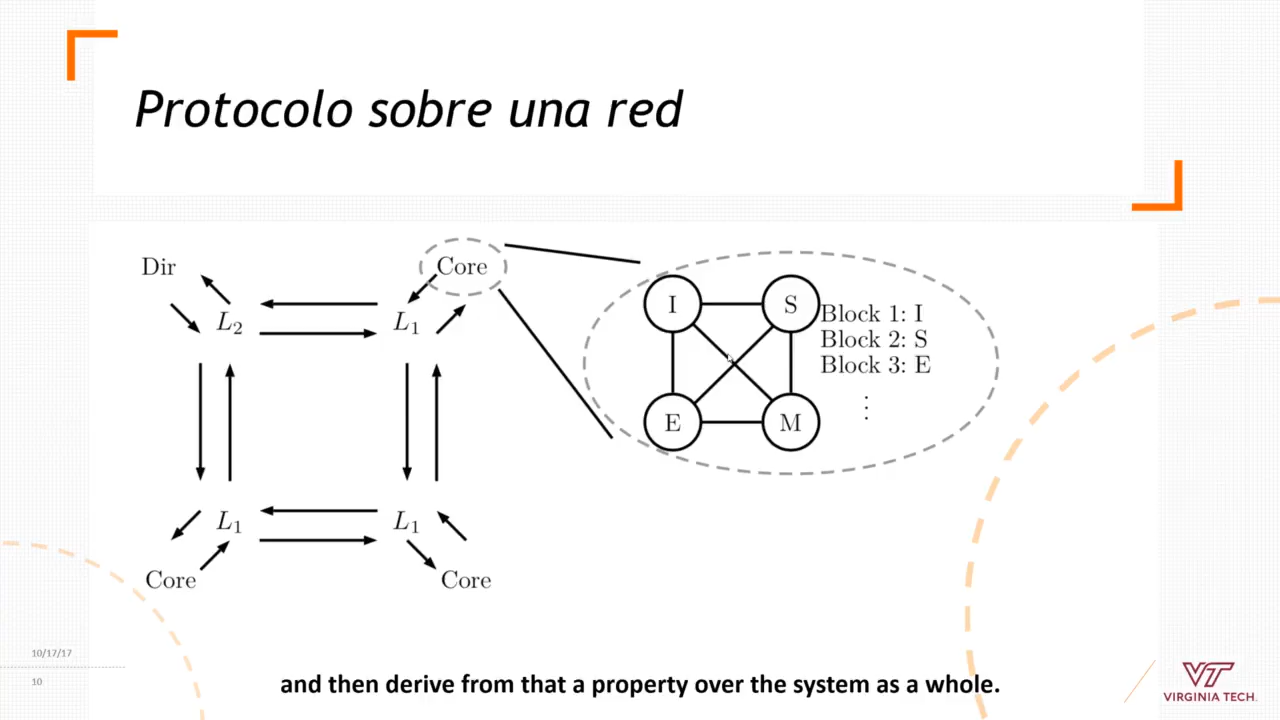 Protocolo sobre una red
Dir
Core
L2
L1
I
S
Block 1: I
Block 2: S
Block 3: E
⋮
E
M
L1
L1
Core
Core
10/17/17
10
and then derive from that a property over the system as a whole.
VT
VIRGINIA TECH.